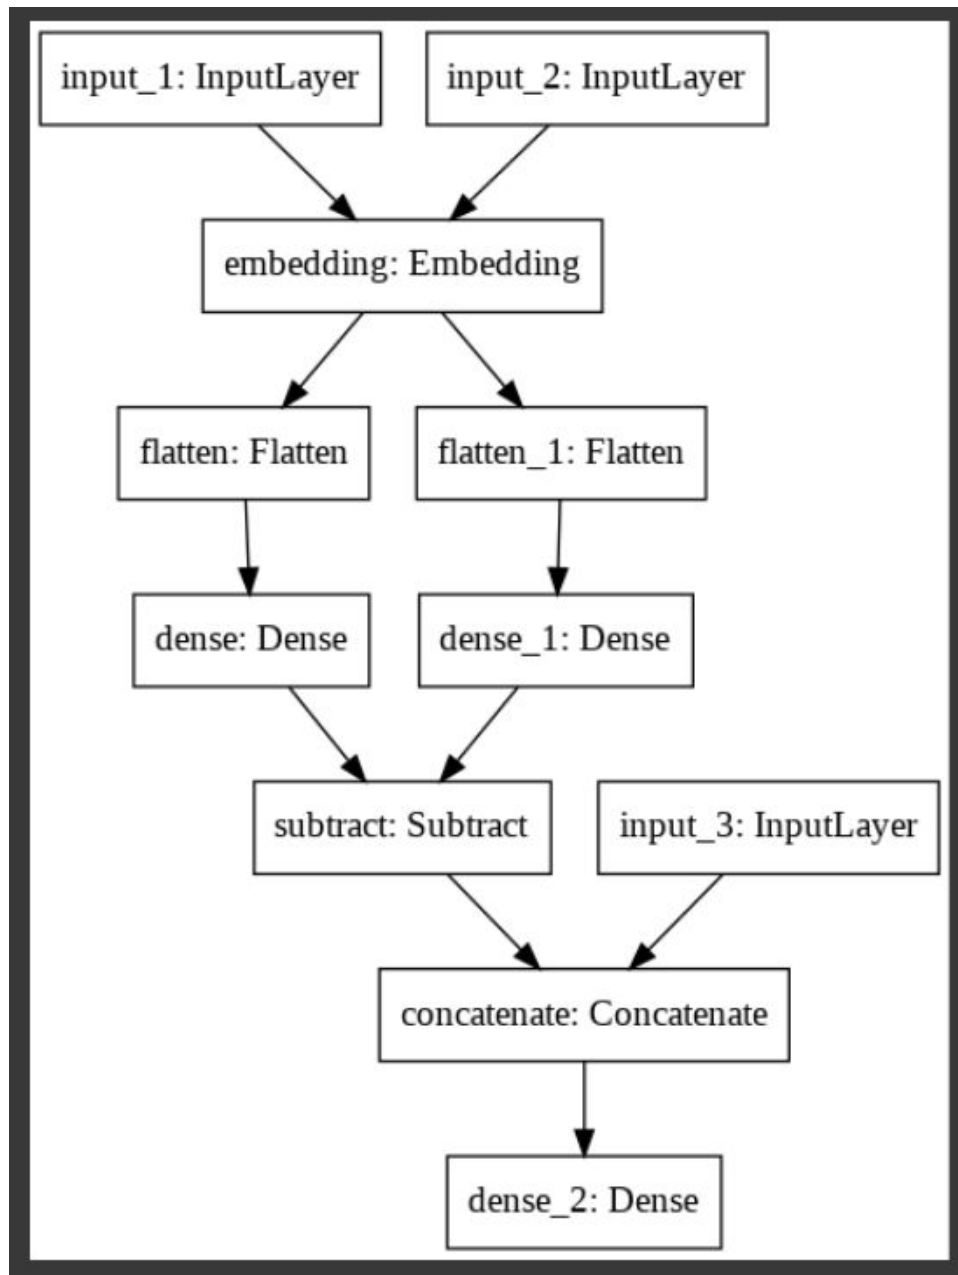 input_1: InputLayer
input_2: InputLayer
embedding: Embedding
flatten: Flatten
flatten_1: Flatten
dense: Dense
dense_1: Dense
subtract: Subtract
input_3: InputLayer
concatenate: Concatenate
dense_2: Dense